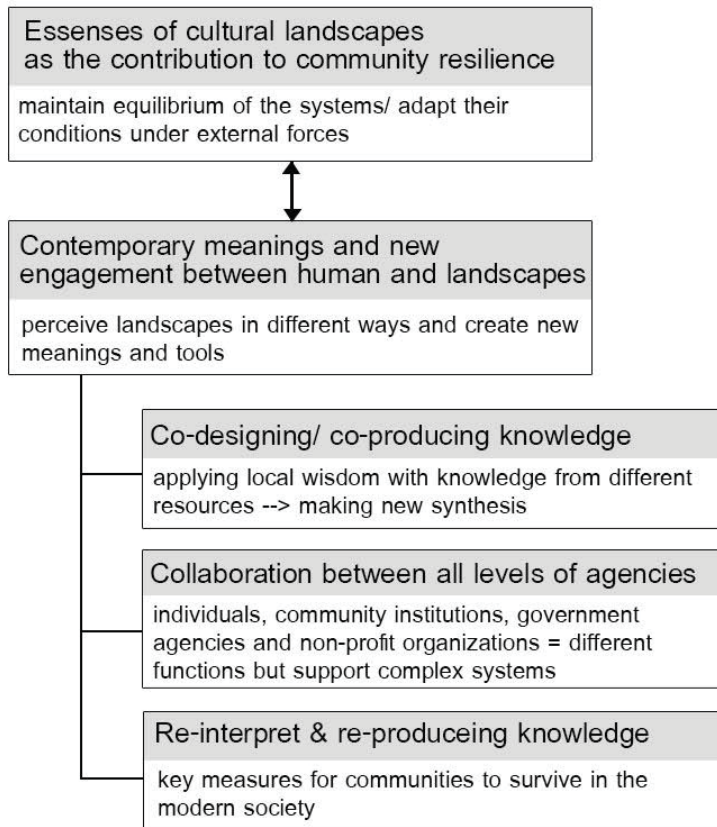 Essenses of cultural landscapes
as the contribution to community resilience
maintain equilibrium of the systems/ adapt their
conditions under external forces
Contemporary meanings and new
engagement between human and landscapes
perceive landscapes in different ways and create new
meanings and tools
Co-designing/ co-producing knowledge
applying local wisdom with knowledge from different
resources --> making new synthesis
Collaboration between all levels of agencies
individuals, community institutions, government
agencies and non-profit organizations = different
functions but support complex systems
Re-interpret & re-produceing knowledge
key measures for communities to survive in the
modern society